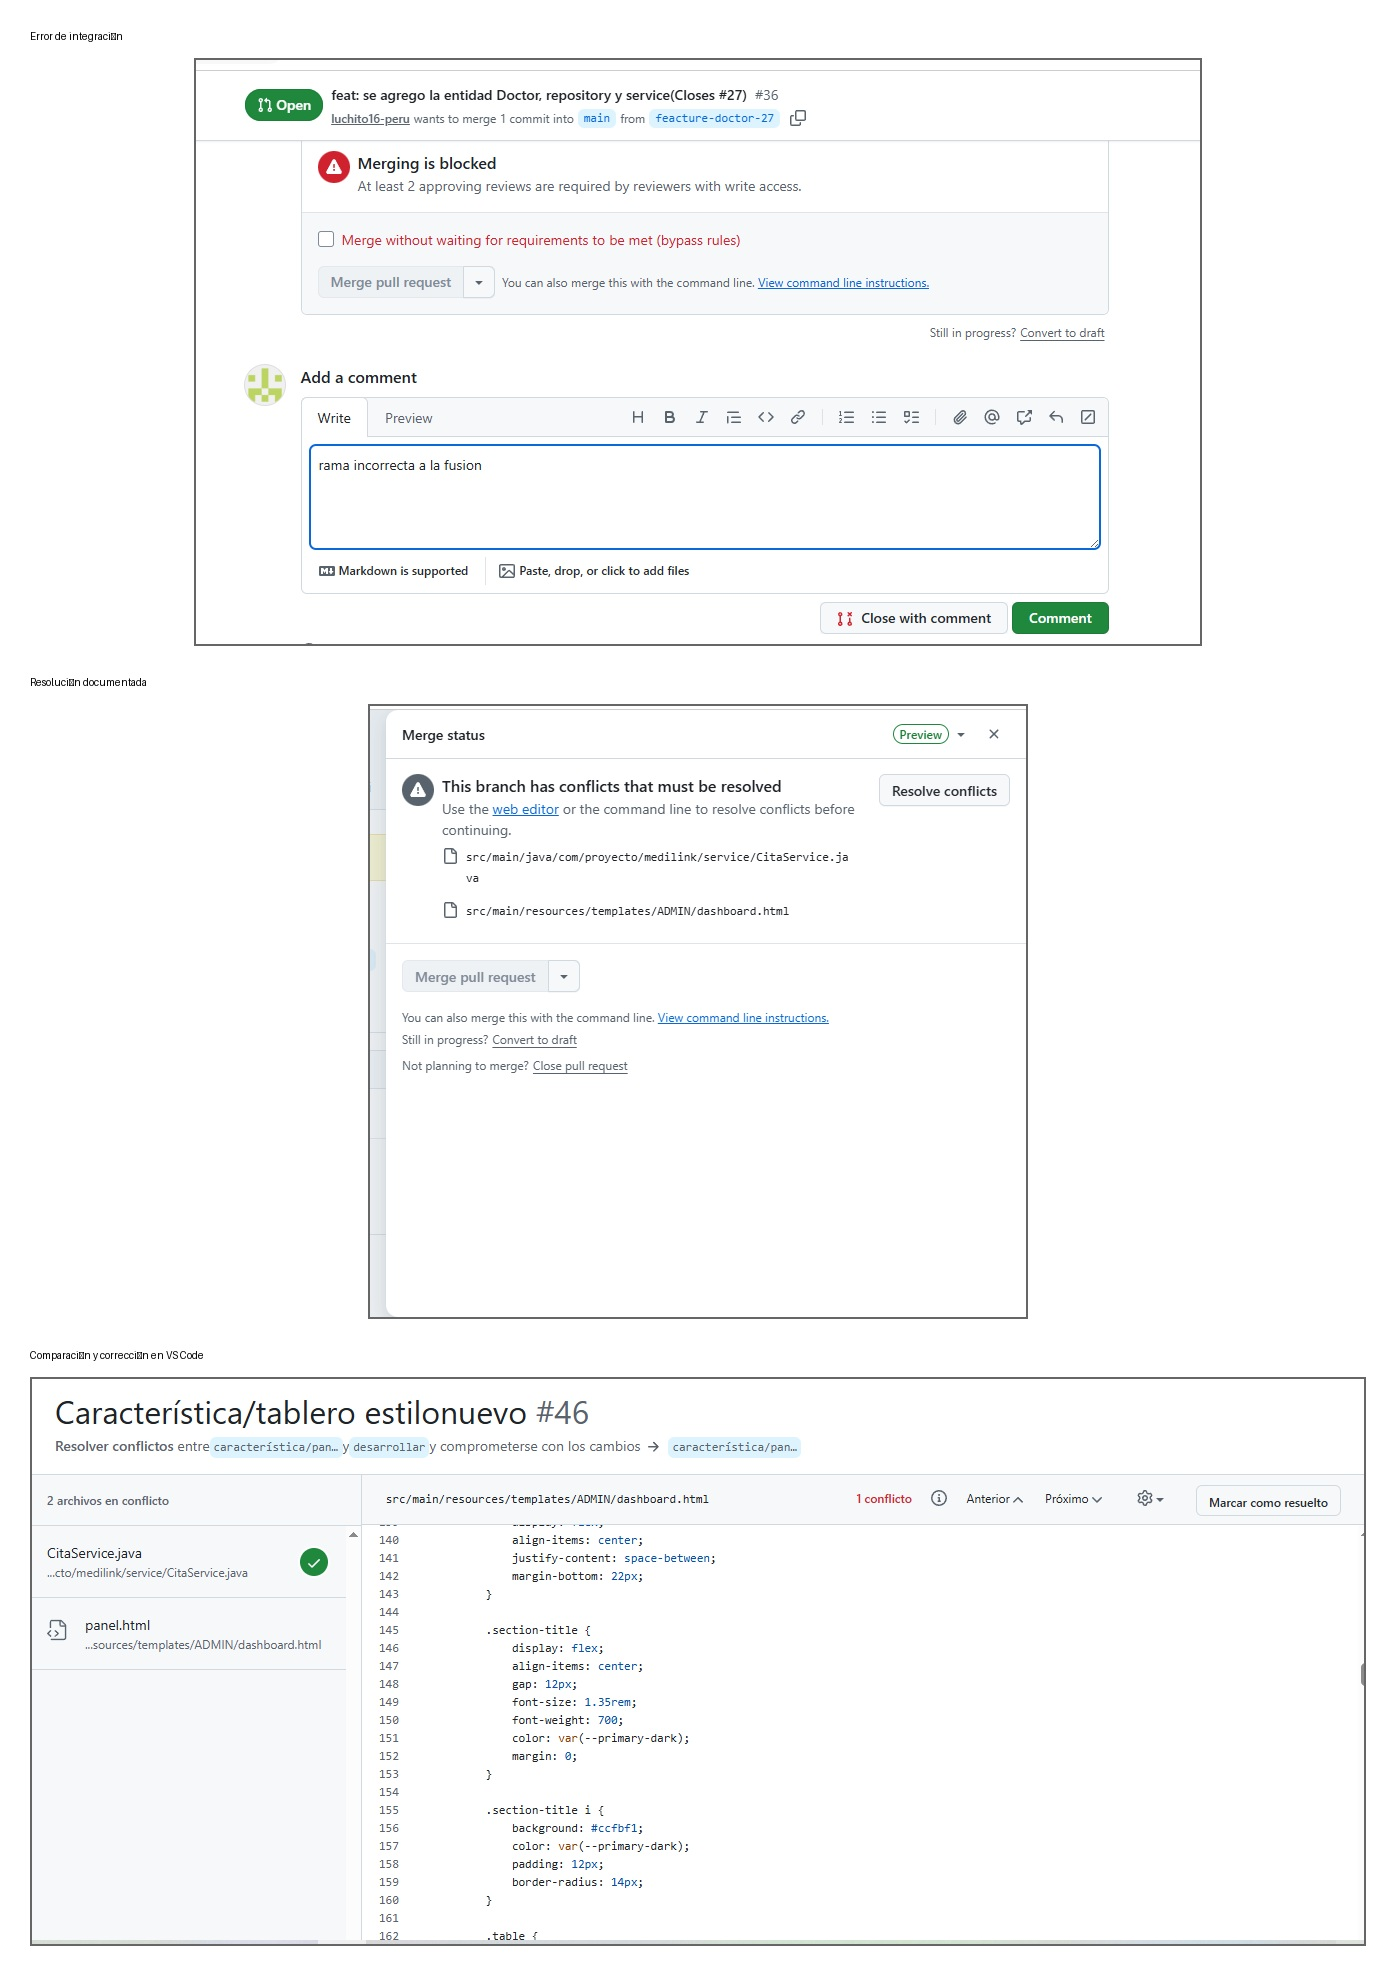 Error de integraci▯n
Open
feat: se agrego la entidad Doctor, repository y service(Closes #27) #36
luchito16-peru wants to merge 1 commit into main from feacture-doctor-27
Merging is blocked
At least 2 approving reviews are required by reviewers with write access.
Merge without waiting for requirements to be met (bypass rules)
Merge pull request You can also merge this with the command line. View command line instructions.
Still in progress? Convert to draft
Add a comment
Write Preview
rama incorrecta a la fusion
Markdown is supported Paste, drop, or click to add files
Close with comment Comment
Resoluci▯n documentada
Merge status Preview
This branch has conflicts that must be resolved
Resolve conflicts
Use the web editor or the command line to resolve conflicts before
continuing.
src/main/java/com/proyecto/medilink/service/CitaService.ja
va
src/main/resources/templates/ADMIN/dashboard.html
Merge pull request
You can also merge this with the command line. View command line instructions.
Still in progress? Convert to draft
Not planning to merge? Close pull request
Comparaci▯n y correcci▯n en VS Code
Característica/tablero estilonuevo #46
Resolver conflictos entre característica/pan… y desarrollar y comprometerse con los cambios → característica/pan…
2 archivos en conflicto
src/main/resources/templates/ADMIN/dashboard.html 1 conflicto Anterior Próximo Marcar como resuelto
CitaService.java
...cto/medilink/service/CitaService.java
panel.html
...sources/templates/ADMIN/dashboard.html
140 align-items: center;
141 justify-content: space-between;
142 margin-bottom: 22px;
143 }
144
145 .section-title {
146 display: flex;
147 align-items: center;
148 gap: 12px;
149 font-size: 1.35rem;
150 font-weight: 700;
151 color: var(--primary-dark);
152 margin: 0;
153 }
154
155 .section-title i {
156 background: #ccfbf1;
157 color: var(--primary-dark);
158 padding: 12px;
159 border-radius: 14px;
160 }
161
162 .table {